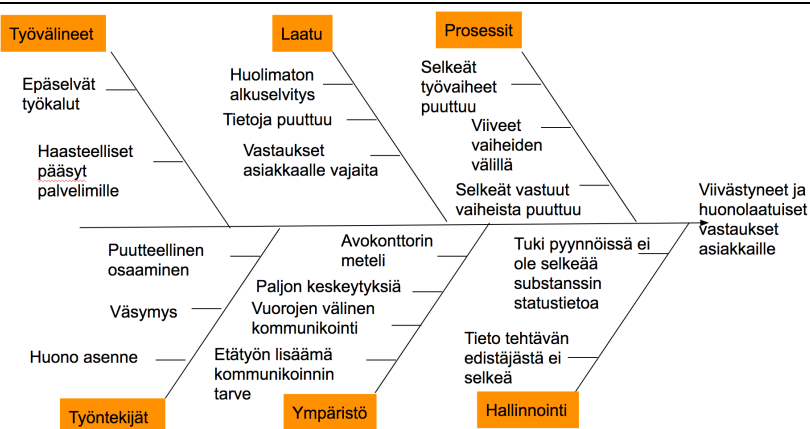 Työvälineet
Laatu
Prosessit
Epäselvät
työkalut
Haasteelliset
pääsyt
palvelimille
Huolimaton
alkuselvitys
Tietoja puuttuu
Vastaukset
asiakkaalle vajaita
Selkeät
työvaiheet
puuttuu
Viiveet
vaiheiden
välillä
Selkeät vastuut
vaiheista puuttuu
Viivästyneet ja
huonolaatuiset
vastaukset
asiakkaille
Puutteellinen
osaaminen
Väsymys
Huono asenne
Avokonttorin
meteli
Paljon keskeytyksiä
Vuorojen välinen
kommunikointi
Etätyön lisäämä
kommunikoinnin
tarve
Tuki pyynnöissä ei
ole selkeää
substanssin
statustietoa
Tieto tehtävän
edistäjästä ei
selkeä
Työntekijät
Ympäristö
Hallinnointi